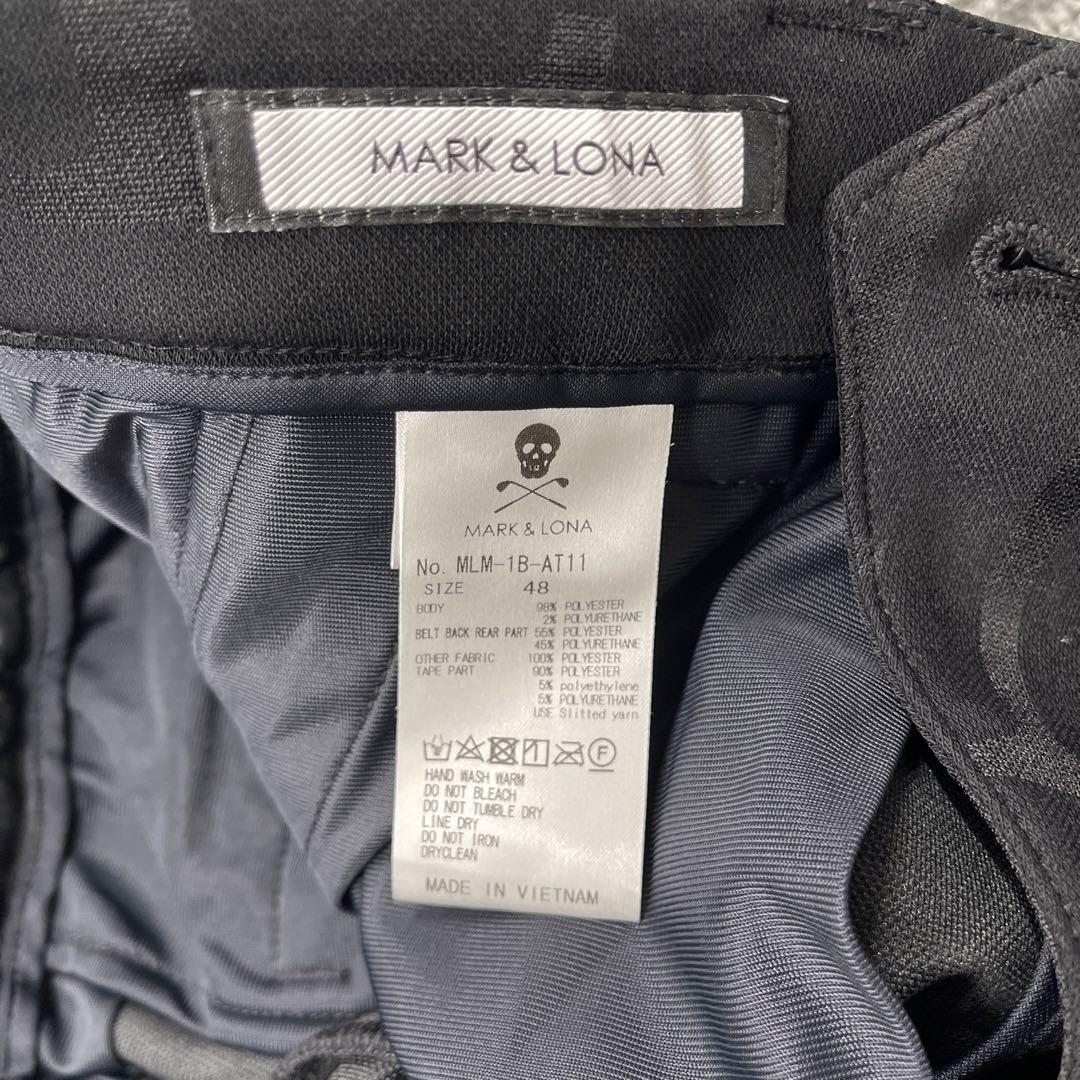 MARK & LONA
MARK & LONA
No. MLM-1B-AT11
SIZE 48
BODY 98% POLYESTER
2% POLYURETHANE
BELT BACK REAR PART 55% POLYESTER
45% POLYURETHANE
OTHER FABRIC 100% POLYESTER
TAPE PART 90% POLYESTER
5% polyethylene
5% POLYURETHANE
USE Slitted yarn
F
HAND WASH WARM
DO NOT BLEACH
DO NOT TUMBLE DRY
LINE DRY
DO NOT IRON
DRYCLEAN
MADE IN VIETNAM